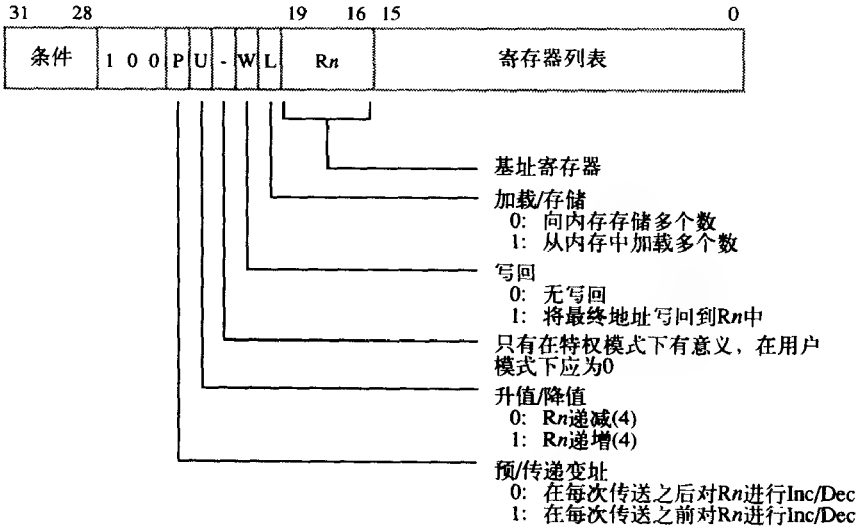 31 28 19 16 15 0
条件 1 0 0 P U - W L Rn 寄存器列表
基址寄存器
加载/存储
0: 向内存存储多个数
1: 从内存中加载多个数
写回
0: 无写回
1: 将最终地址写回到Rn中
只有在特权模式下有意义，在用户
模式下应为0
升值/降值
0: Rn递减(4)
1: Rn递增(4)
预/传递变址
0: 在每次传送之后对Rn进行Inc/Dec
1: 在每次传送之前对Rn进行Inc/Dec